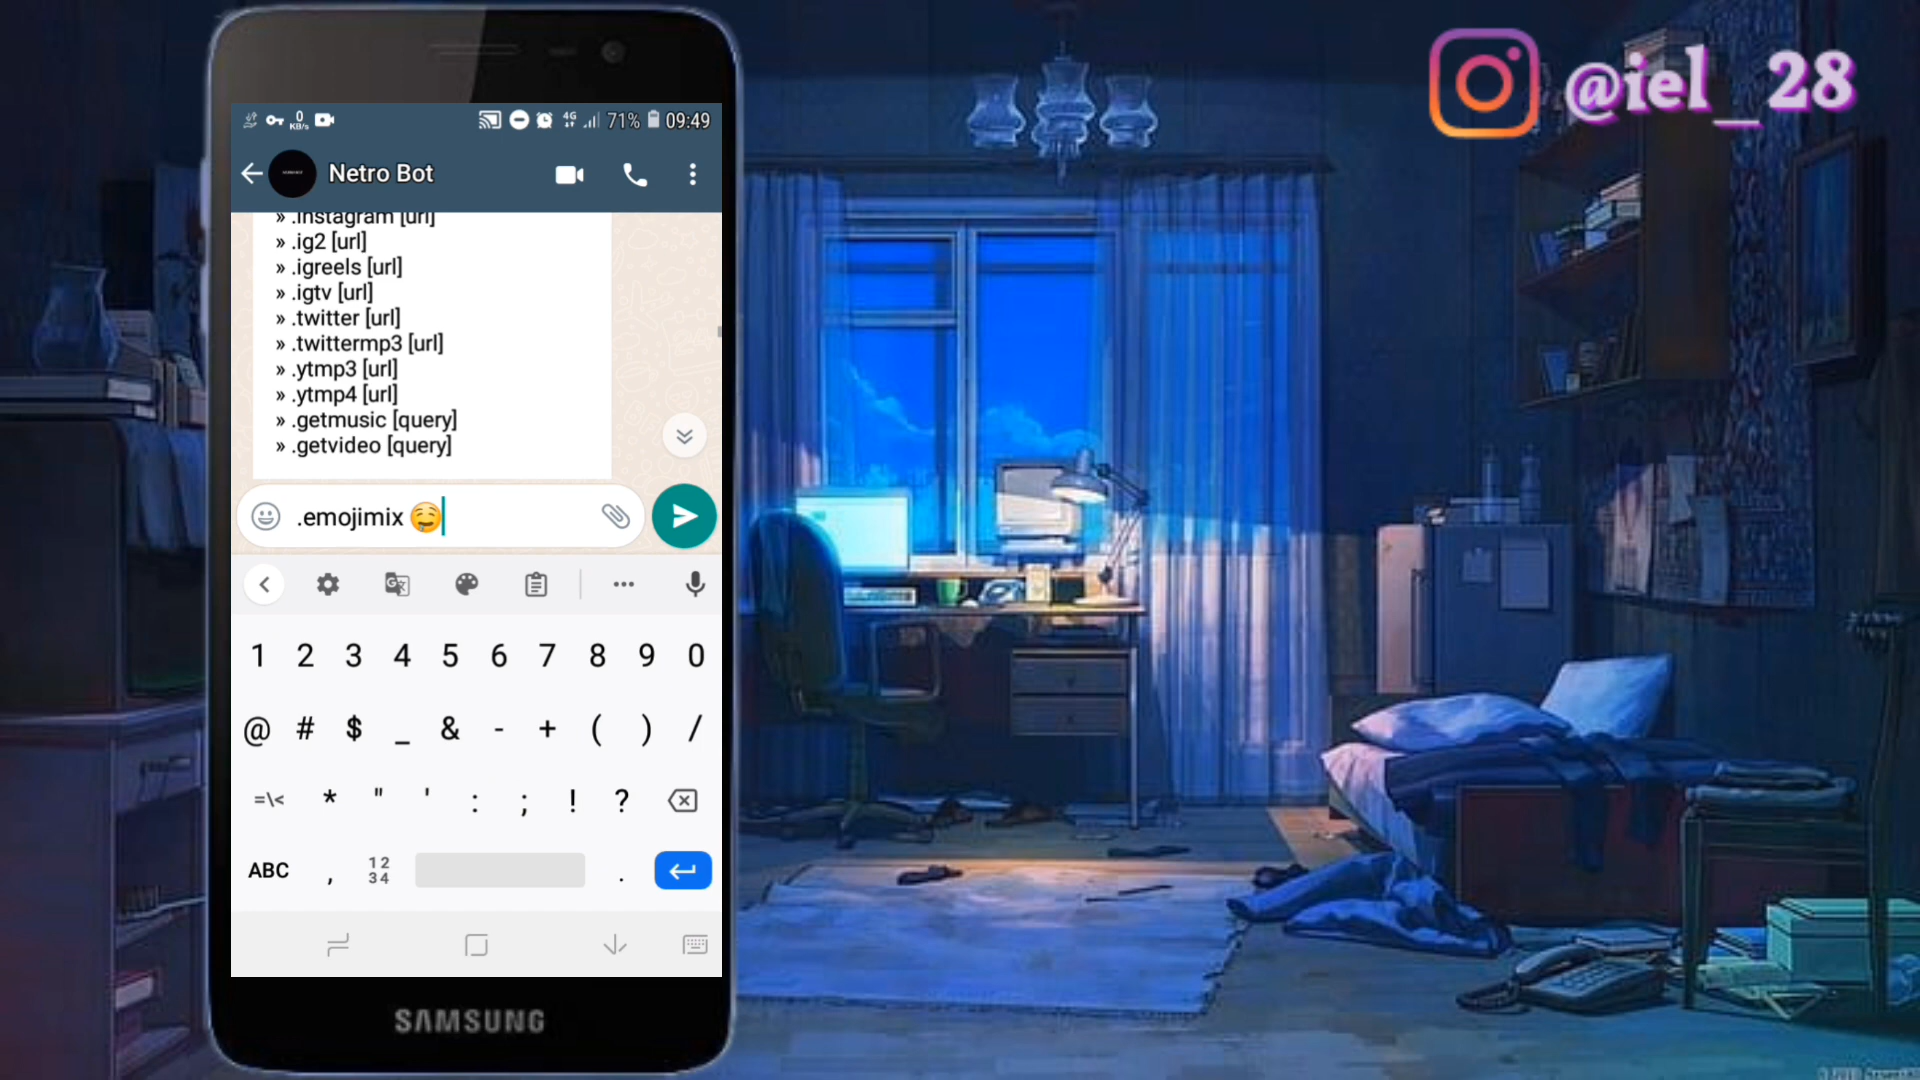 @iel_28
0
KB/s
4G
71%
09:49
Netro Bot
» .instagram [url]
» .ig2 [url]
» .igreels [url]
» .igtv [url]
» .twitter [url]
» .twittermp3 [url]
» .ytmp3 [url]
» .ytmp4 [url]
» .getmusic [query]
» .getvideo [query]
.emojimix 🤤
1 2 3 4 5 6 7 8 9 0
@ # $ _ & - + ( ) /
=\< * " ' : ; ! ?
ABC , 12 34 .
SAMSUNG